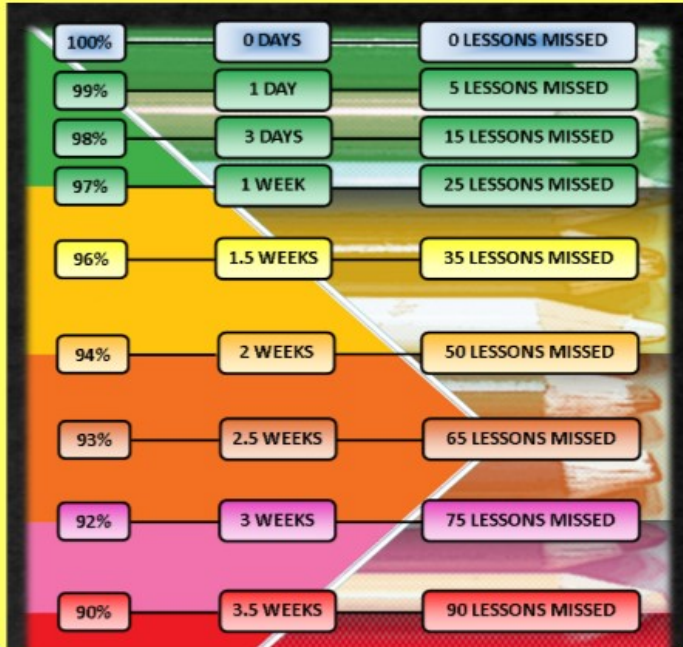 100% 0 DAYS 0 LESSONS MISSED
99% 1 DAY 5 LESSONS MISSED
98% 3 DAYS 15 LESSONS MISSED
97% 1 WEEK 25 LESSONS MISSED
96% 1.5 WEEKS 35 LESSONS MISSED
94% 2 WEEKS 50 LESSONS MISSED
93% 2.5 WEEKS 65 LESSONS MISSED
92% 3 WEEKS 75 LESSONS MISSED
90% 3.5 WEEKS 90 LESSONS MISSED